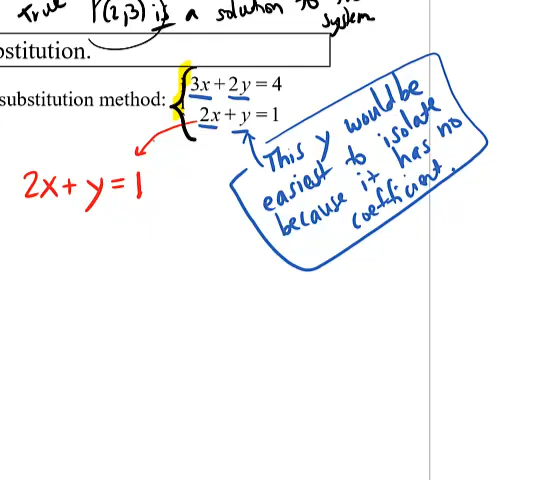 True P(2,3) is a solution to
system
ostitution.
substitution method:
3x + 2y = 4
2x + y = 1
This y would be
easiest to isolate
because it has no
coefficient.
2x + y = 1